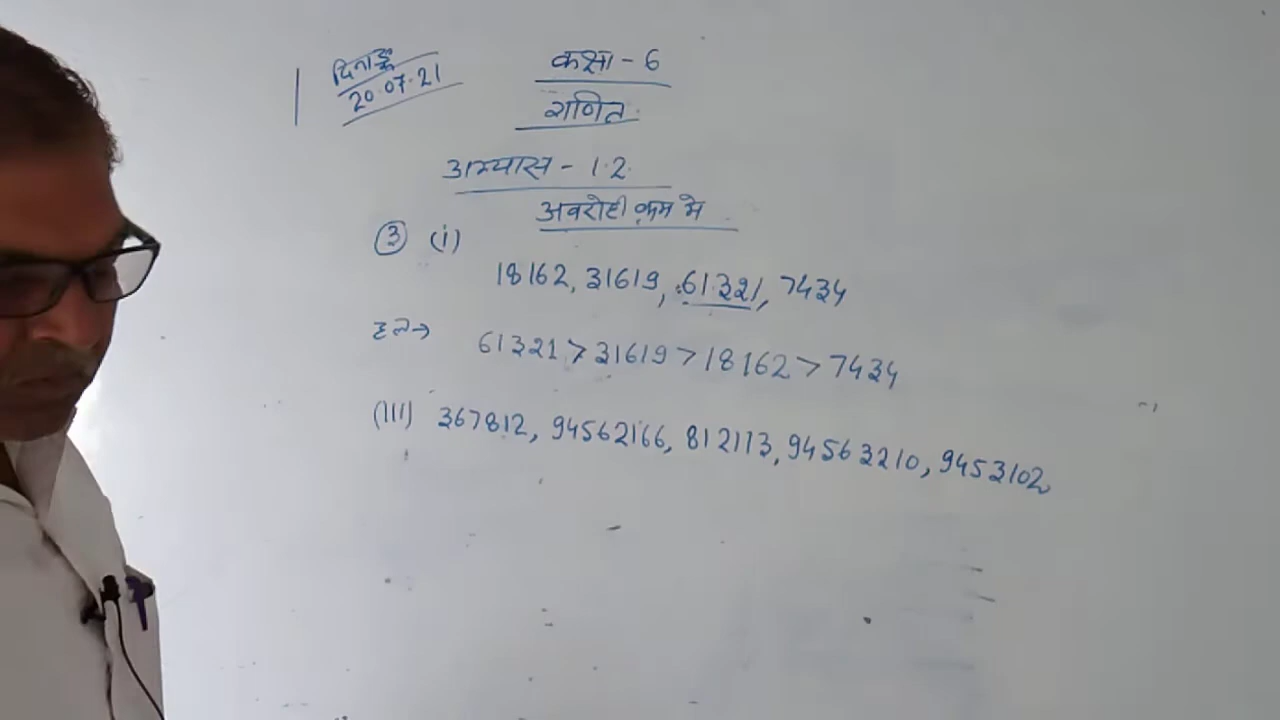 दिनाङ्क
20.07.21
कक्षा - 6
गणित
अभ्यास - 1.2
अवरोही क्रम मे
③ (i)
18162, 31619, 61321, 7434
हल→ 61321 > 31619 > 18162 > 7434
(III) 367812, 94562166, 812113, 94563210, 9453102